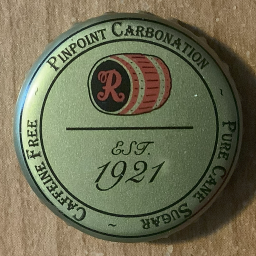 Pinpoint Carbonation
~ Pure Cane Sugar ~
Caffeine Free ~
R
EST.
1921